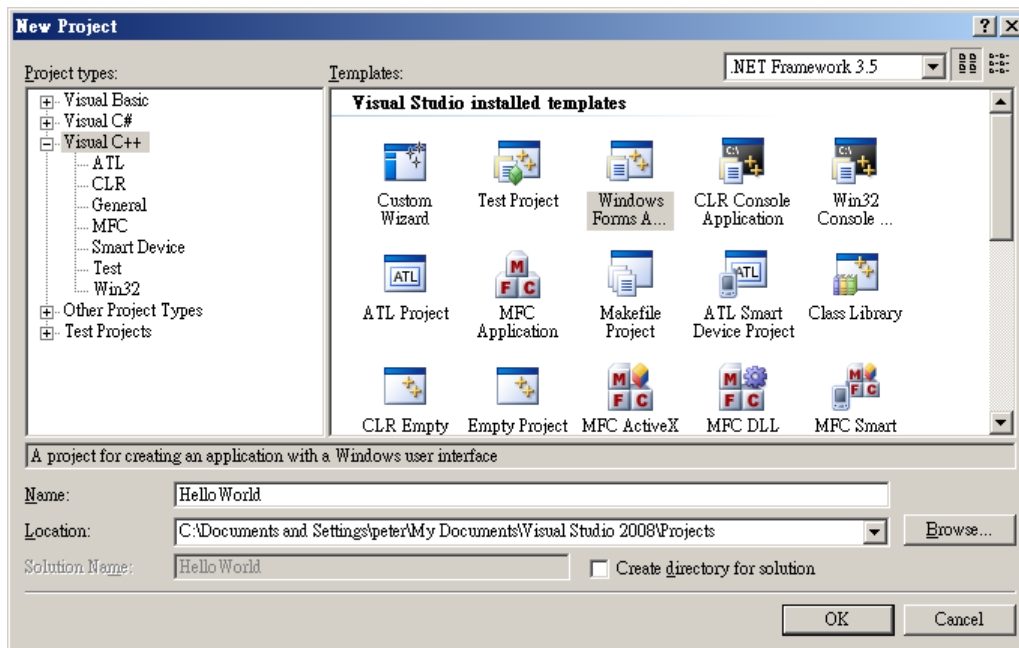 New Project
Project types:
Templates:
.NET Framework 3.5
Visual Basic
Visual C#
Visual C++
ATL
CLR
General
MFC
Smart Device
Test
Win32
Other Project Types
Test Projects
Visual Studio installed templates
Custom Wizard
Test Project
Windows Forms A...
CLR Console Application
Win32 Console ...
ATL Project
MFC Application
Makefile Project
ATL Smart Device Project
Class Library
CLR Empty
Empty Project
MFC ActiveX
MFC DLL
MFC Smart
A project for creating an application with a Windows user interface
Name:
HelloWorld
Location:
C:\Documents and Settings\peter\My Documents\Visual Studio 2008\Projects
Browse...
Solution Name:
HelloWorld
Create directory for solution
OK
Cancel